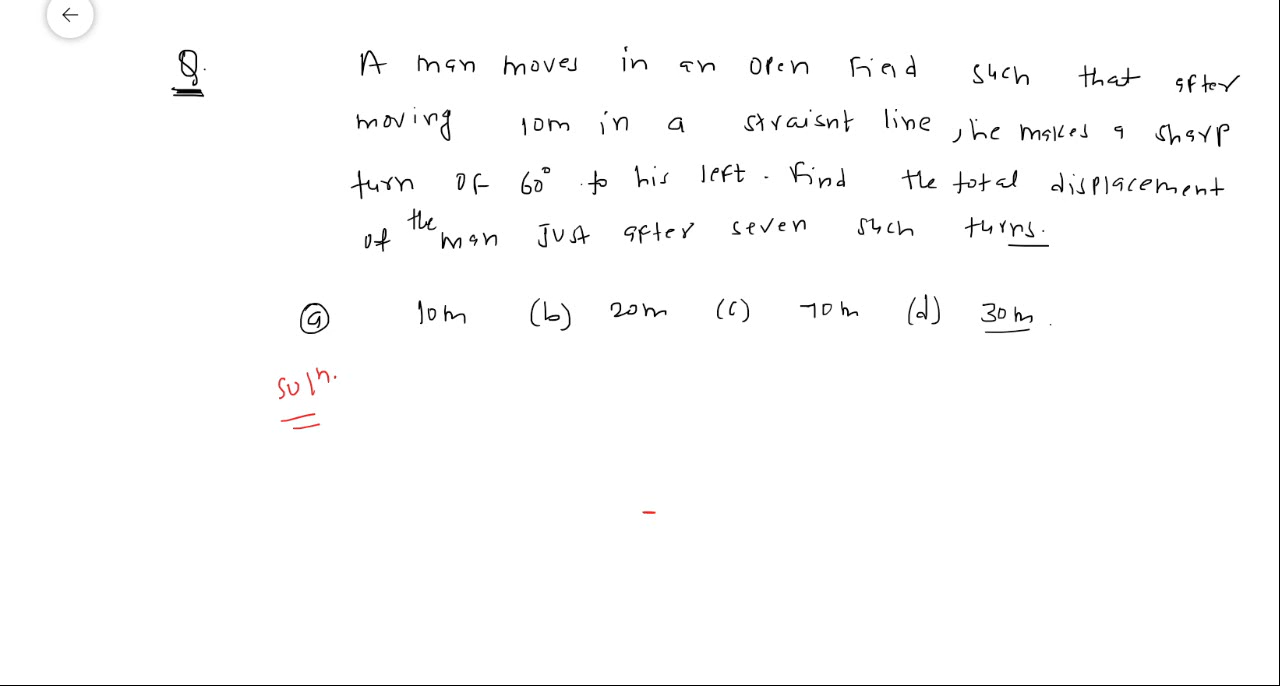 Q. A man moves in an open field such that after
moving 10m in a straight line, he makes a sharp
turn of 60° to his left. Find the total displacement
of the man just after seven such turns.
(a) 10m (b) 20m (c) 70m (d) 30m.
Soln.